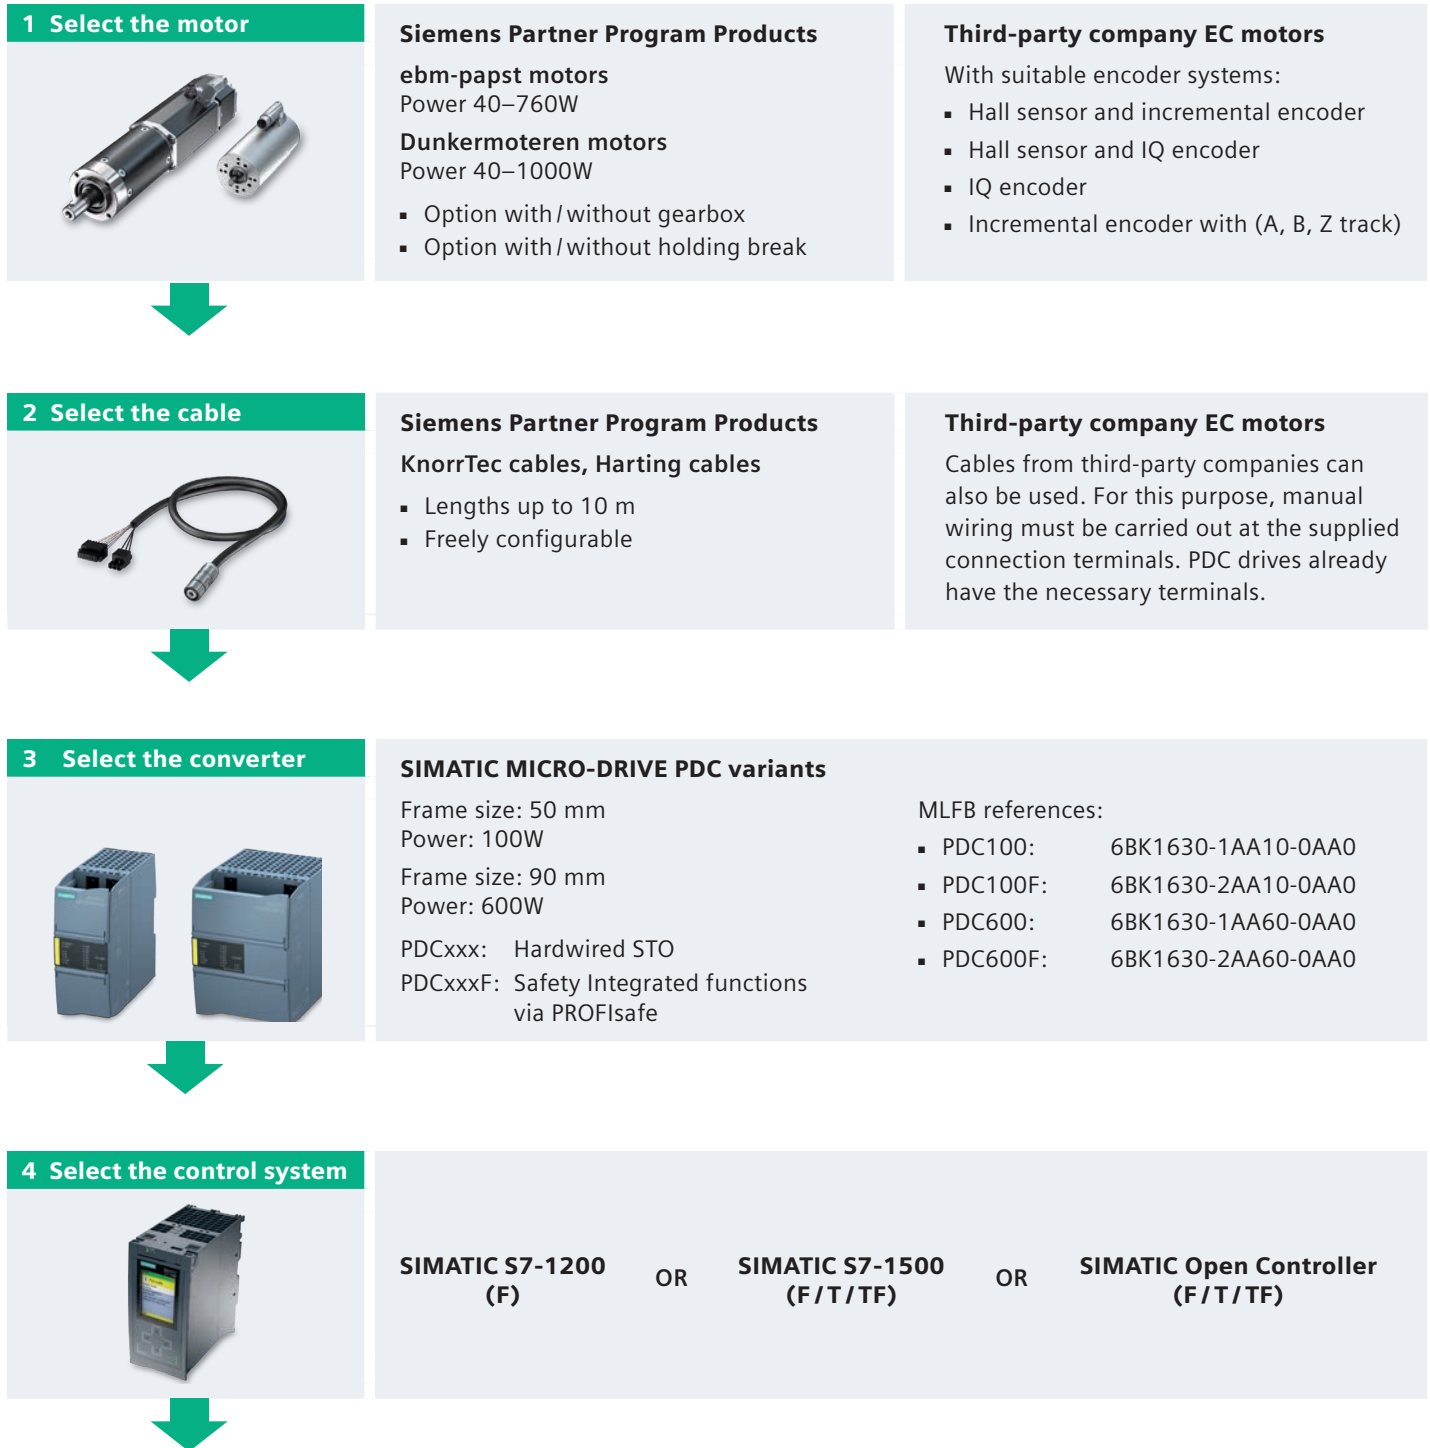 1 Select the motor
Siemens Partner Program Products
ebm-papst motors
Power 40–760W
Dunkermoteren motors
Power 40–1000W
▪ Option with/without gearbox
▪ Option with/without holding break
Third-party company EC motors
With suitable encoder systems:
▪ Hall sensor and incremental encoder
▪ Hall sensor and IQ encoder
▪ IQ encoder
▪ Incremental encoder with (A, B, Z track)
2 Select the cable
Siemens Partner Program Products
KnorrTec cables, Harting cables
▪ Lengths up to 10 m
▪ Freely configurable
Third-party company EC motors
Cables from third-party companies can
also be used. For this purpose, manual
wiring must be carried out at the supplied
connection terminals. PDC drives already
have the necessary terminals.
3 Select the converter
SIMATIC MICRO-DRIVE PDC variants
Frame size: 50 mm
Power: 100W
Frame size: 90 mm
Power: 600W
PDCxxx: Hardwired STO
PDCxxxF: Safety Integrated functions
via PROFIsafe
MLFB references:
▪ PDC100: 6BK1630-1AA10-0AA0
▪ PDC100F: 6BK1630-2AA10-0AA0
▪ PDC600: 6BK1630-1AA60-0AA0
▪ PDC600F: 6BK1630-2AA60-0AA0
4 Select the control system
SIMATIC S7-1200
(F)
OR
SIMATIC S7-1500
(F/T/TF)
OR
SIMATIC Open Controller
(F/T/TF)